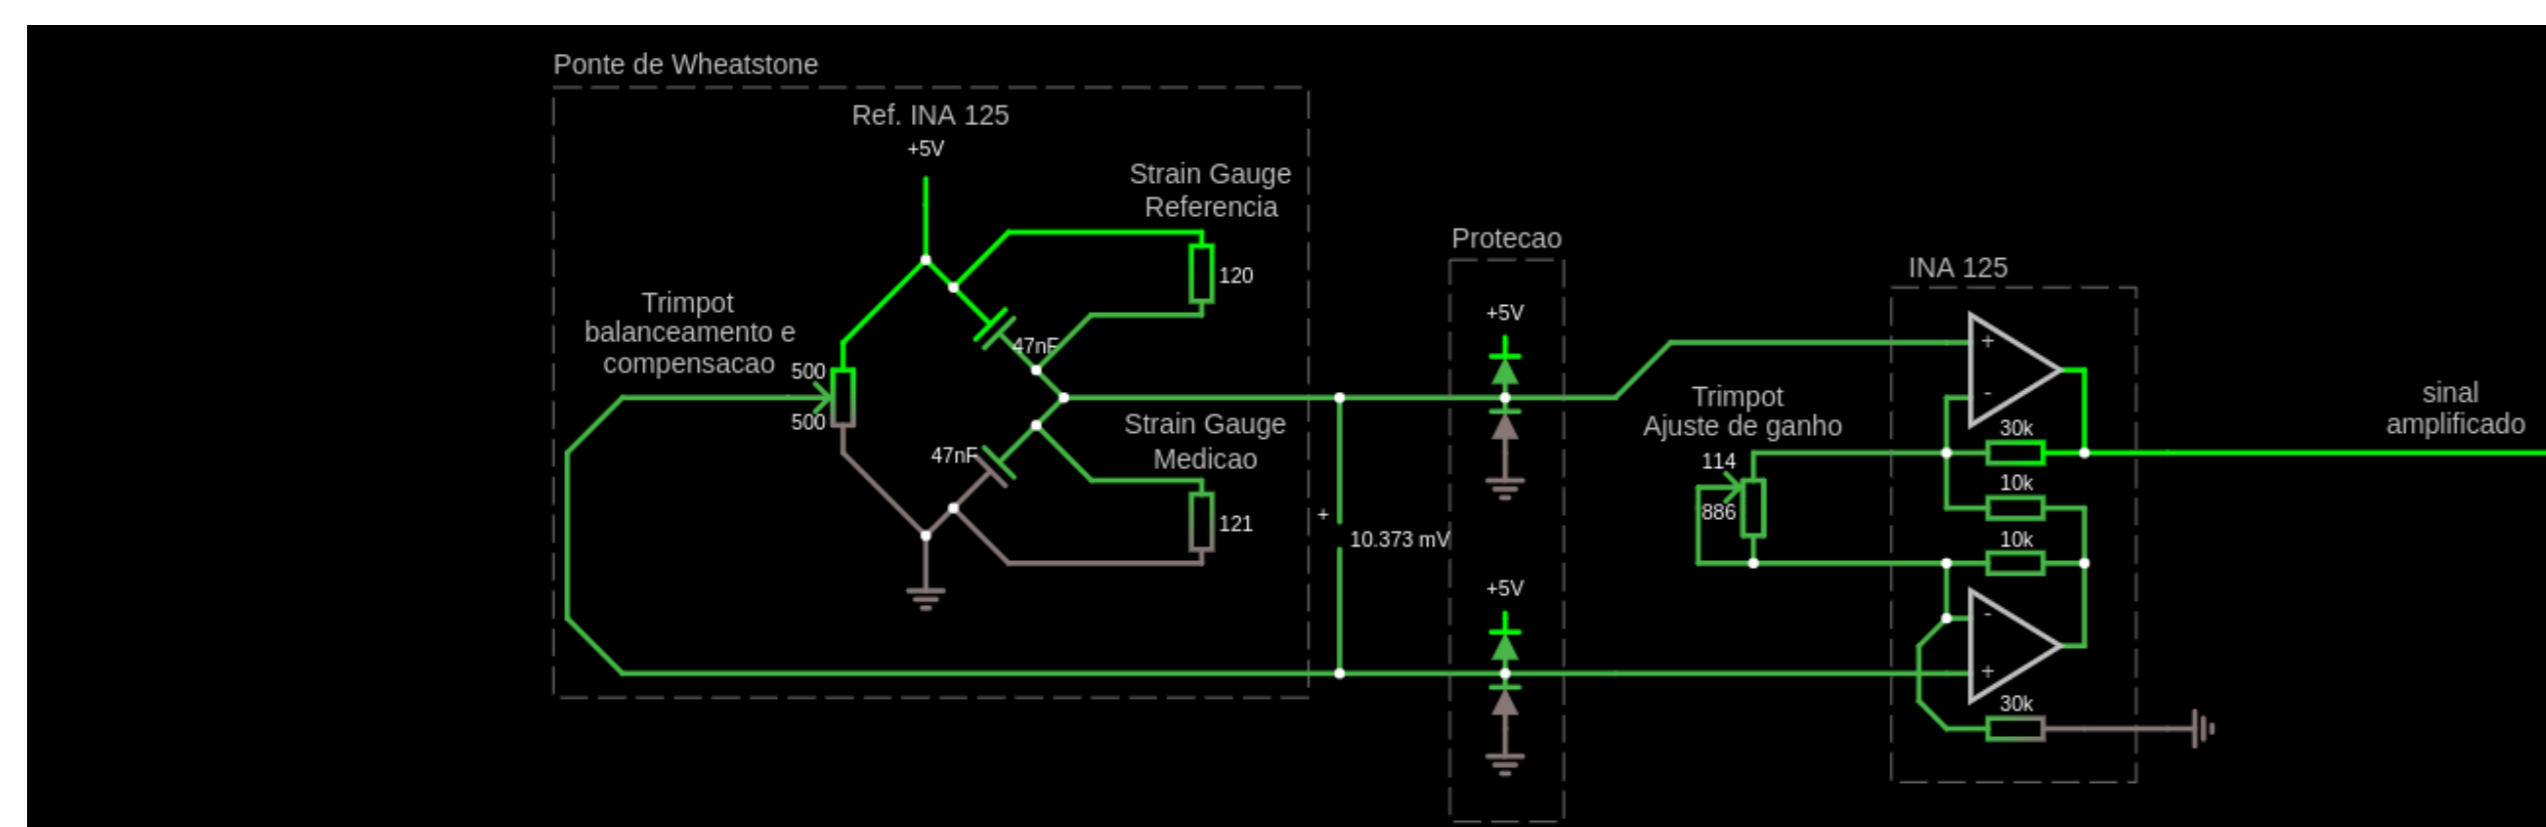 Ponte de Wheatstone
Ref. INA 125
+5V
Strain Gauge
Referencia
120
47nF
Trimpot
balanceamento e
compensacao
500
500
47nF
Strain Gauge
Medicao
121
+
10.373 mV
Protecao
+5V
+5V
Trimpot
Ajuste de ganho
114
886
INA 125
+
-
30k
10k
10k
-
+
30k
sinal
amplificado